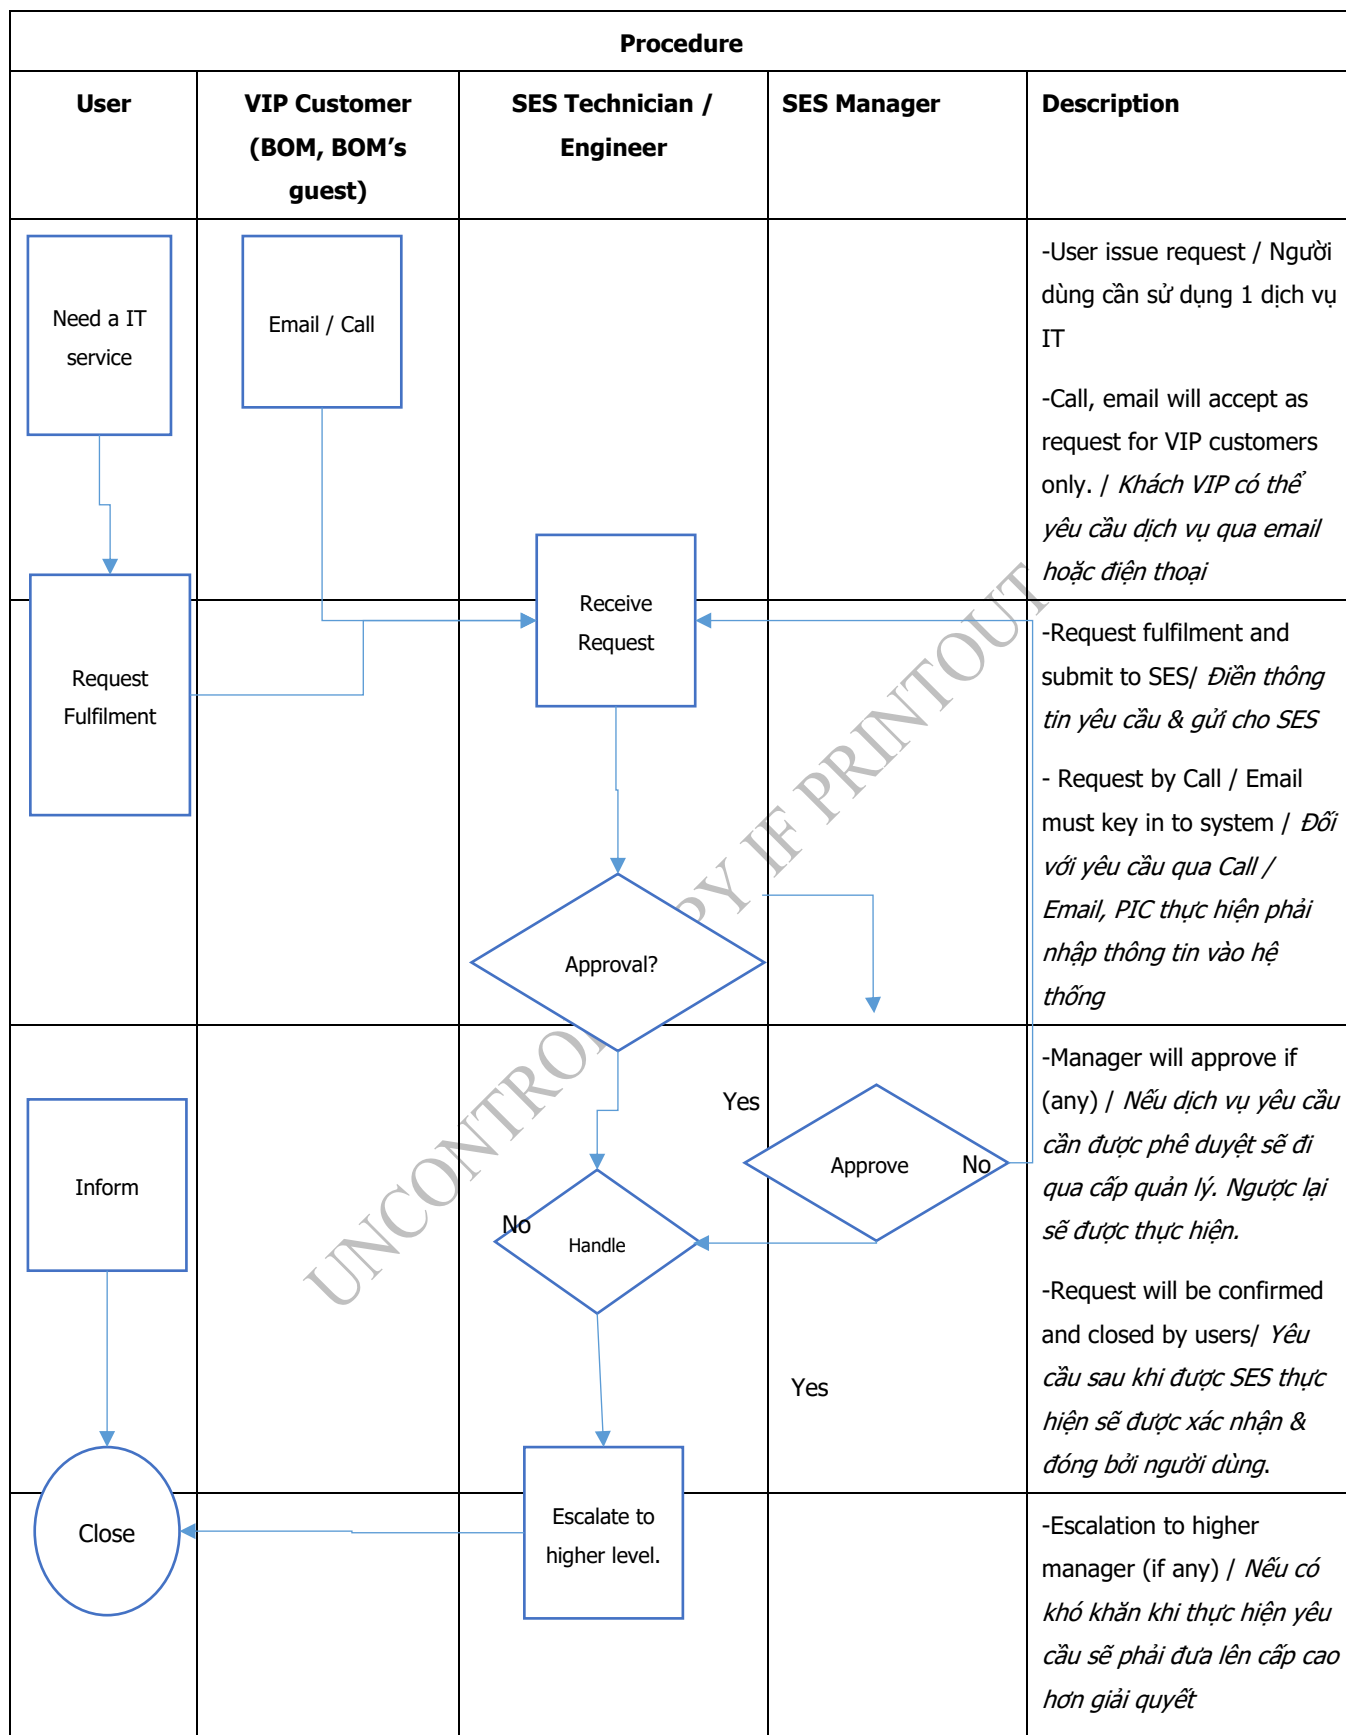 Procedure
User
VIP Customer
(BOM, BOM’s
guest)
SES Technician /
Engineer
SES Manager
Description
Need a IT
service
Email / Call
-User issue request / Người
dùng cần sử dụng 1 dịch vụ
IT
-Call, email will accept as
request for VIP customers
only. / Khách VIP có thể
yêu cầu dịch vụ qua email
hoặc điện thoại
Request
Fulfilment
Receive
Request
-Request fulfilment and
submit to SES/ Điền thông
tin yêu cầu & gửi cho SES
- Request by Call / Email
must key in to system / Đối
với yêu cầu qua Call /
Email, PIC thực hiện phải
nhập thông tin vào hệ
thống
Approval?
Inform
Yes
Approve
No
No
Handle
Yes
-Manager will approve if
(any) / Nếu dịch vụ yêu cầu
cần được phê duyệt sẽ đi
qua cấp quản lý. Ngược lại
sẽ được thực hiện.
-Request will be confirmed
and closed by users/ Yêu
cầu sau khi được SES thực
hiện sẽ được xác nhận &
đóng bởi người dùng.
Close
Escalate to
higher level.
-Escalation to higher
manager (if any) / Nếu có
khó khăn khi thực hiện yêu
cầu sẽ phải đưa lên cấp cao
hơn giải quyết
IF PRINTOUT